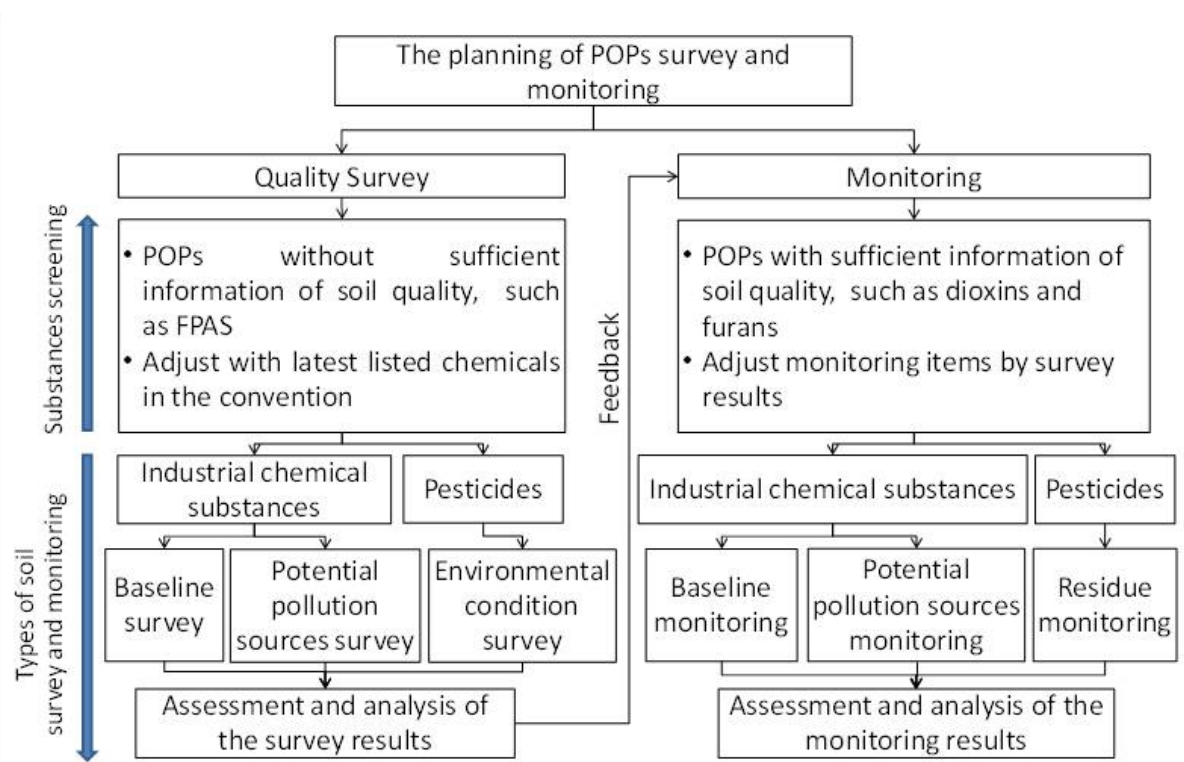 The planning of POPs survey and
monitoring
Quality Survey
Monitoring
Substances screening
• POPs without sufficient
information of soil quality, such
as FPAS
• Adjust with latest listed chemicals
in the convention
Feedback
• POPs with sufficient information of
soil quality, such as dioxins and
furans
• Adjust monitoring items by survey
results
Types of soil
survey and monitoring
Industrial chemical
substances
Pesticides
Industrial chemical substances
Pesticides
Baseline
survey
Potential
pollution
sources survey
Environmental
condition
survey
Baseline
monitoring
Potential
pollution sources
monitoring
Residue
monitoring
Assessment and analysis of
the survey results
Assessment and analysis of the
monitoring results